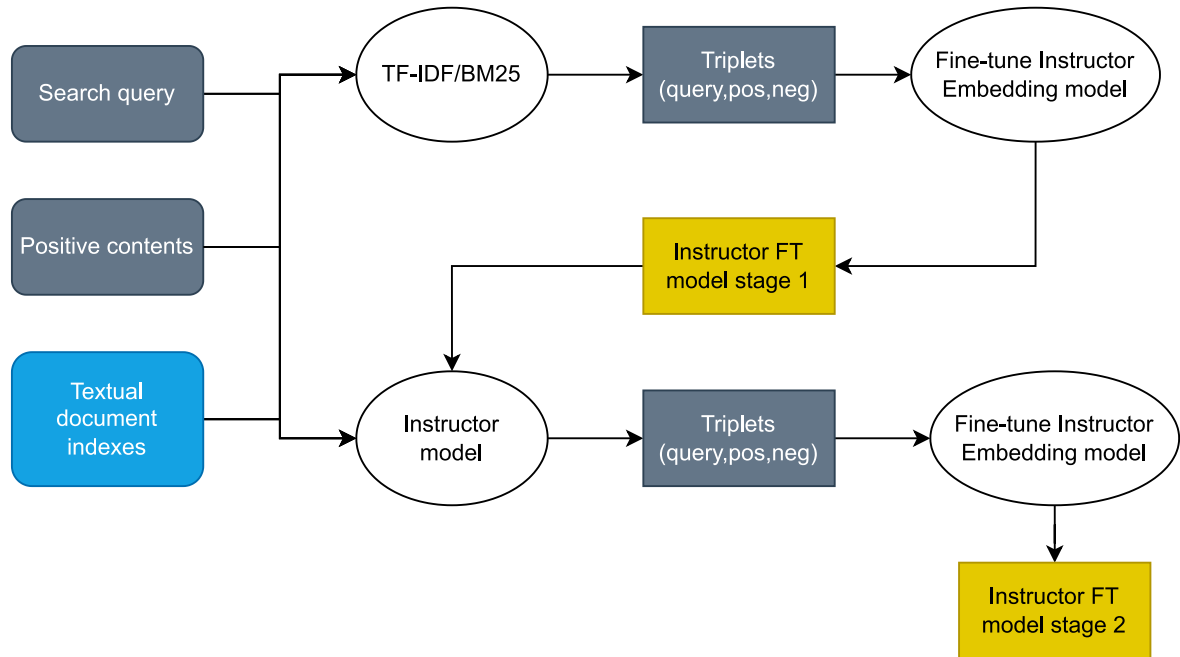 Search query
TF-IDF/BM25
Triplets
(query,pos,neg)
Fine-tune Instructor
Embedding model
Positive contents
Instructor FT
model stage 1
Textual
document
indexes
Instructor
model
Triplets
(query,pos,neg)
Fine-tune Instructor
Embedding model
Instructor FT
model stage 2